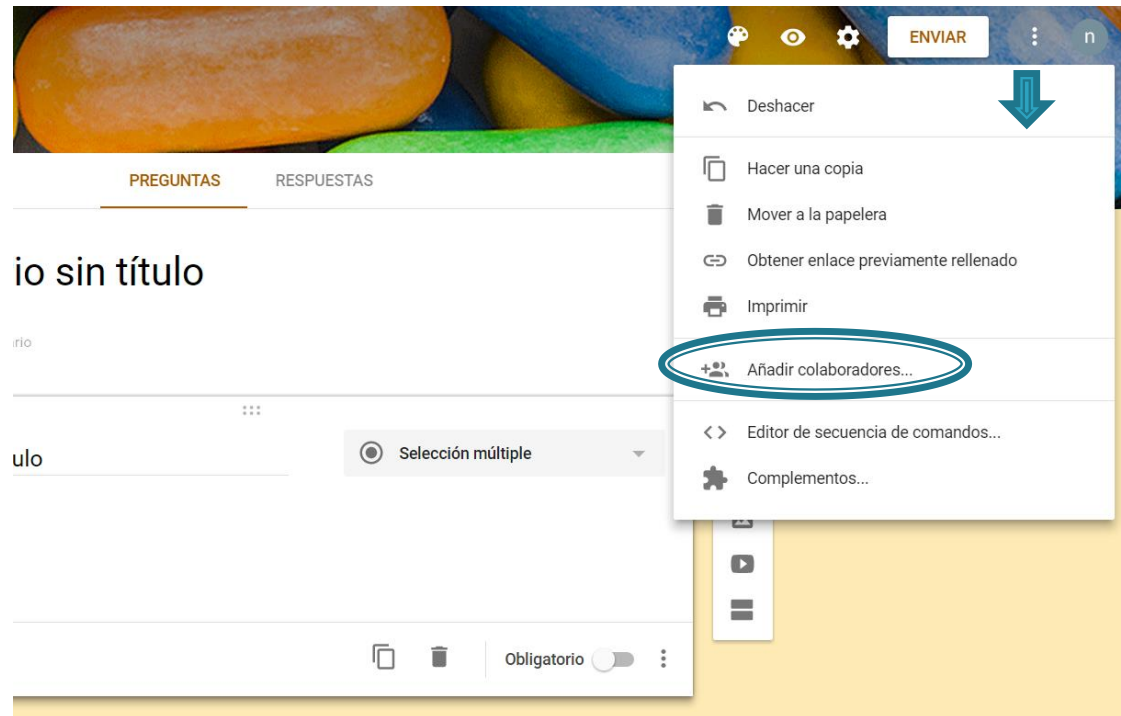 ENVIAR
n
Deshacer
PREGUNTAS RESPUESTAS
Hacer una copia
Mover a la papelera
io sin título
Obtener enlace previamente rellenado
Imprimir
rio
Añadir colaboradores...
Editor de secuencia de comandos...
ulo
Selección múltiple
Complementos...
Obligatorio